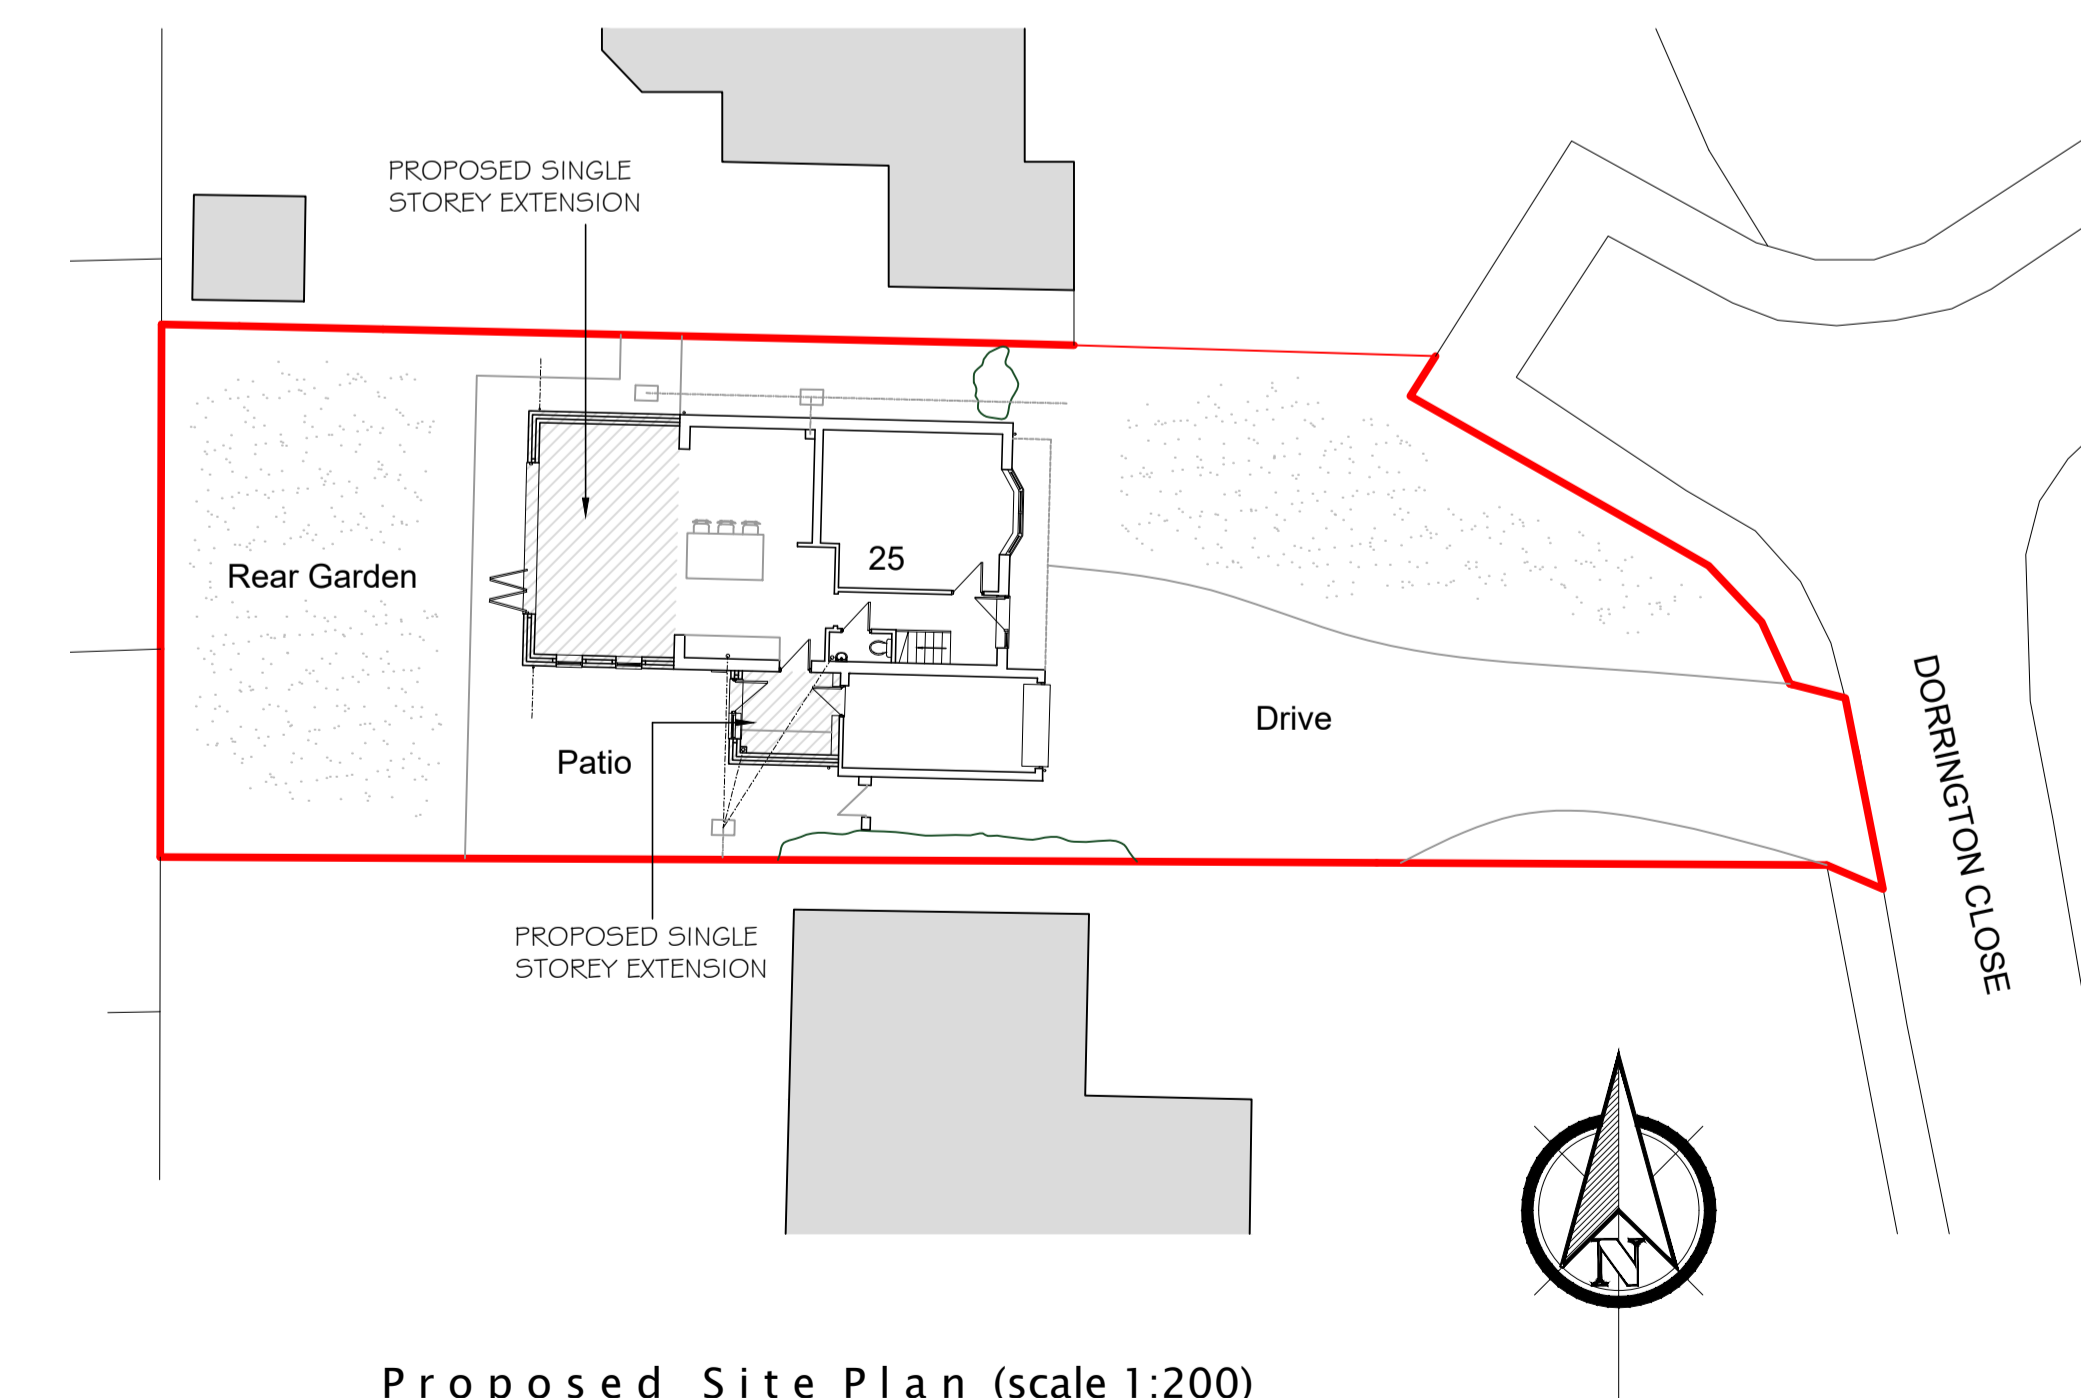 PROPOSED SINGLE
STOREY EXTENSION
25
Rear Garden
Drive
Patio
DORRINGTON CLOSE
PROPOSED SINGLE
STOREY EXTENSION
N
Proposed Site Plan (scale 1:200)